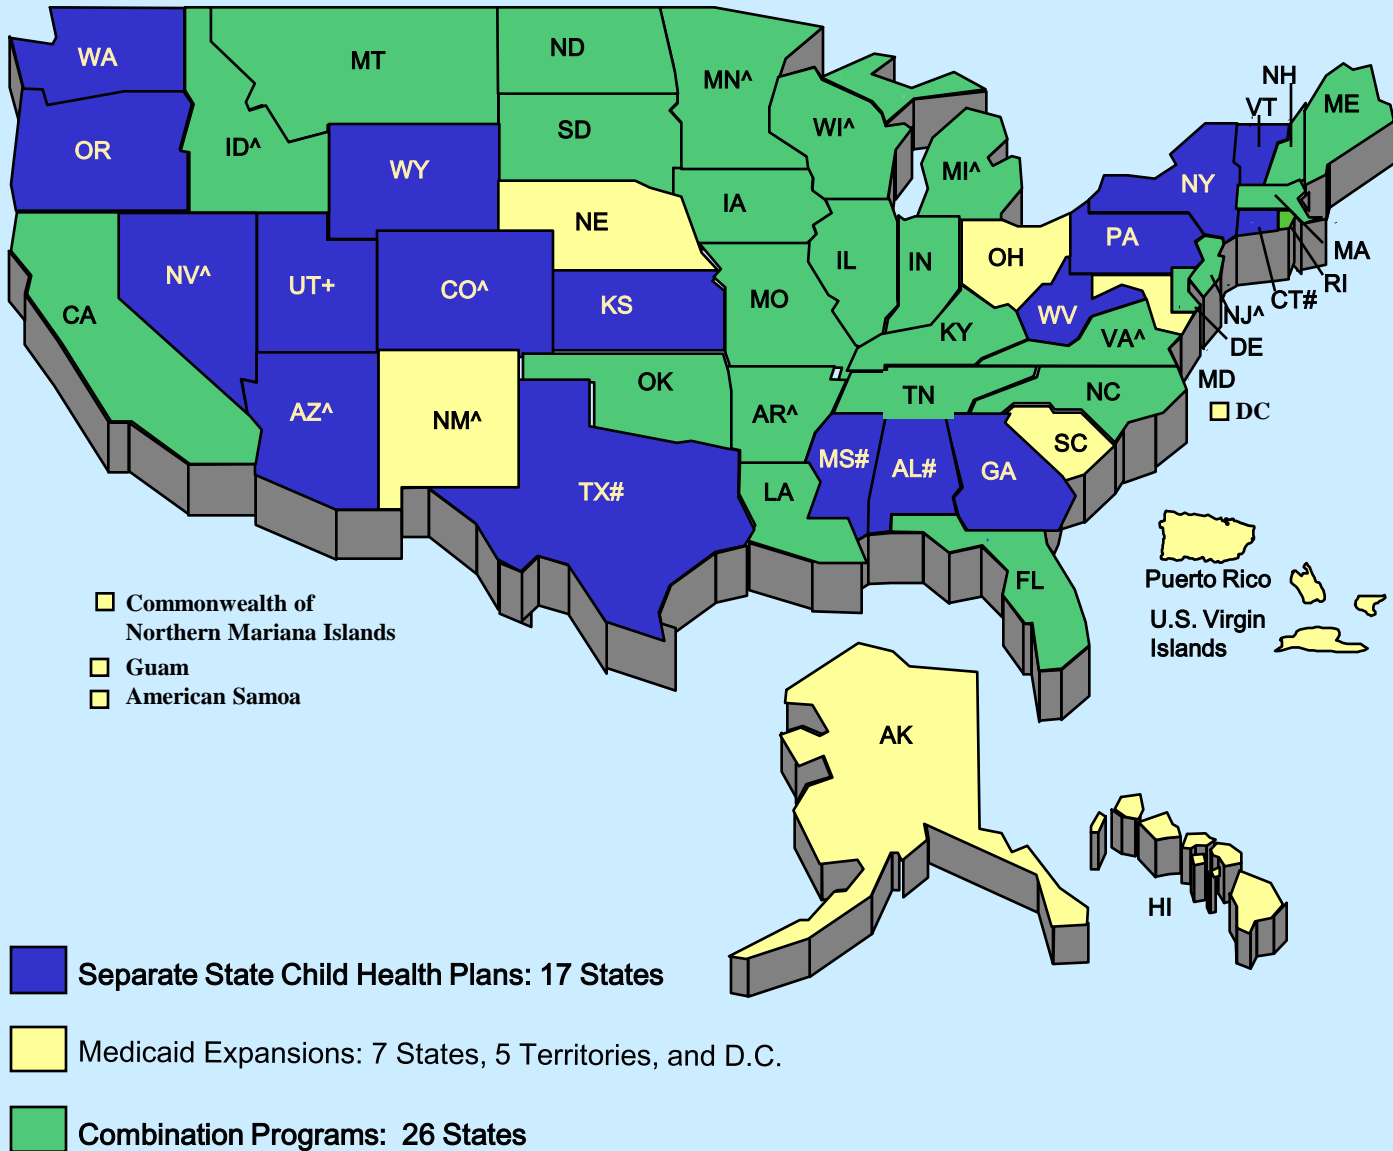 WA
MT
ND
MN^
NH
VT
ME
OR
ID^
SD
WI^
MI^
WY
NY
IA
NE
PA
NV^
UT+
CO^
KS
MO
IL
IN
OH
WV
MA
RI
CT#
NJ^
DE
CA
KY
VA^
MD
DC
AZ^
NM^
OK
AR^
TN
NC
SC
TX#
LA
MS#
AL#
GA
FL
Puerto Rico
U.S. Virgin
Islands
Commonwealth of
Northern Mariana Islands
Guam
American Samoa
AK
HI
Separate State Child Health Plans: 17 States
Medicaid Expansions: 7 States, 5 Territories, and D.C.
Combination Programs: 26 States